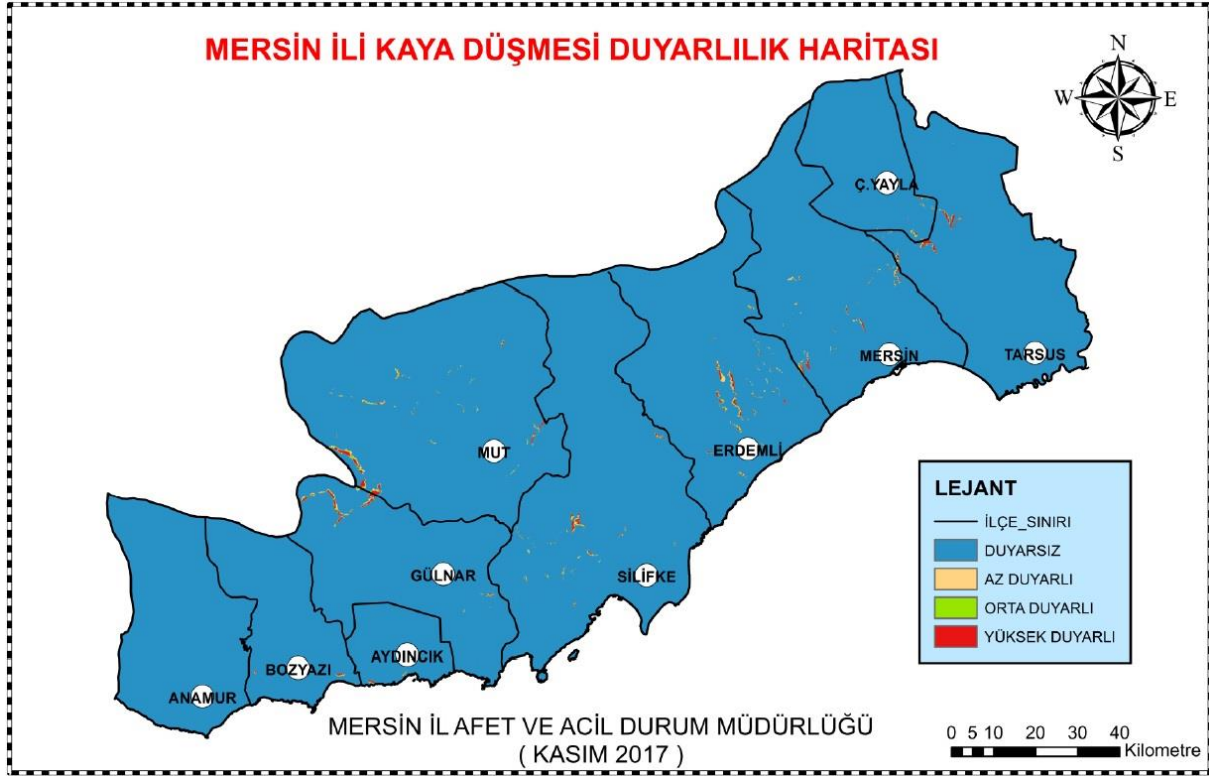 MERSİN İLİ KAYA DÜŞMESİ DUYARLILIK HARİTASI
N
W E
S
Ç.YAYLA
MERSİN
TARSUS
MUT
ERDEMLİ
GÜLNAR
SİLİFKE
AYDINCIK
BOZYAZI
ANAMUR
LEJANT
İLÇE_SINIRI
DUYARSIZ
AZ DUYARLI
ORTA DUYARLI
YÜKSEK DUYARLI
MERSİN İL AFET VE ACİL DURUM MÜDÜRLÜĞÜ
( KASIM 2017 )
0 5 10 20 30 40
Kilometre